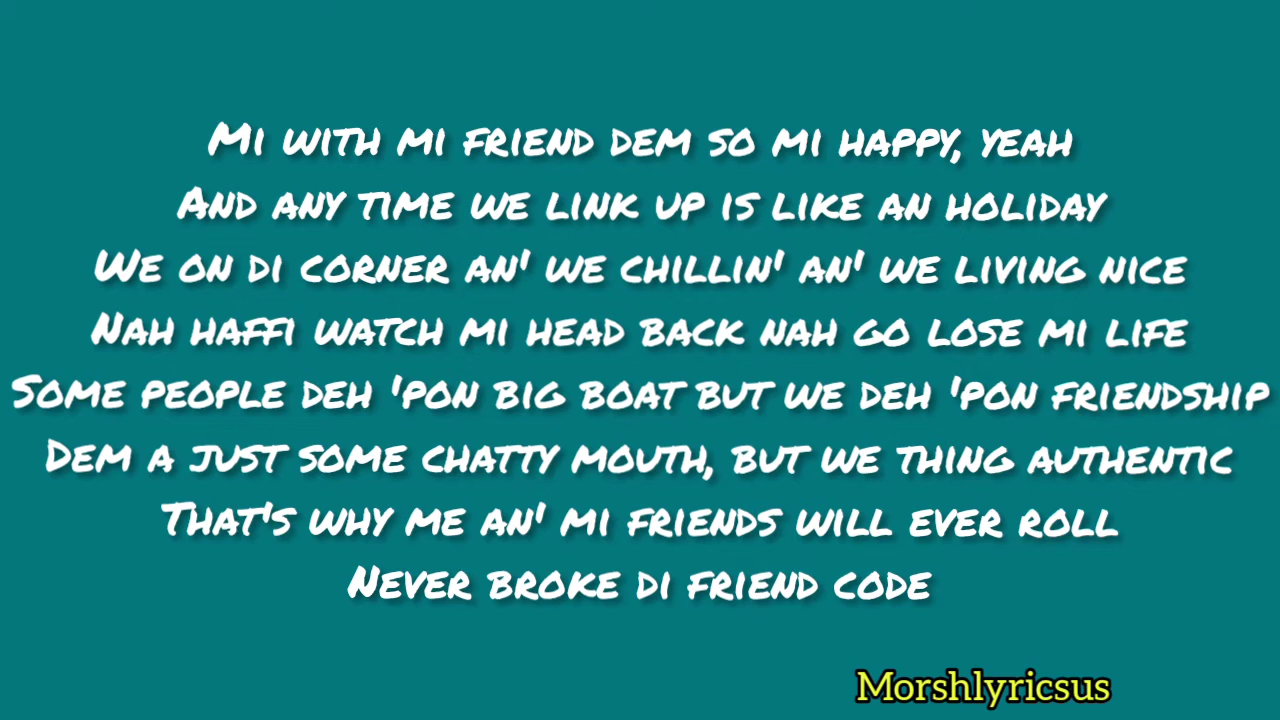 Mi with mi friend dem so mi happy, yeah
And any time we link up is like an holiday
We on di corner an' we chillin' an' we living nice
Nah haffi watch mi head back nah go lose mi life
Some people deh 'pon big boat but we deh 'pon friendship
Dem a just some chatty mouth, but we thing authentic
That's why me an' mi friends will ever roll
Never broke di friend code
Morshlyricsus